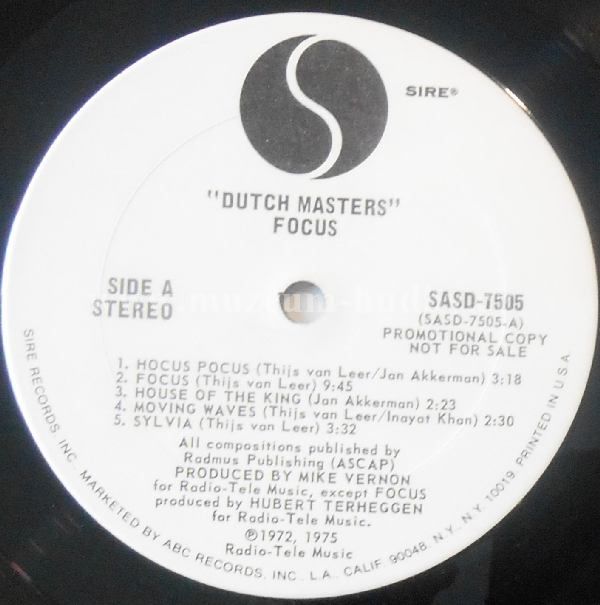 SIRE®
"DUTCH MASTERS"
FOCUS
SIDE A
STEREO
SASD-7505
(SASD-7505-A)
PROMOTIONAL COPY
NOT FOR SALE
1. HOCUS POCUS (Thijs van Leer/Jan Akkerman) 3:18
2. FOCUS (Thijs van Leer) 9:45
3. HOUSE OF THE KING (Jan Akkerman) 2:23
4. MOVING WAVES (Thijs van Leer/Inayat Khan) 2:30
5. SYLVIA (Thijs van Leer) 3:32
All compositions published by
Radmus Publishing (ASCAP)
PRODUCED BY MIKE VERNON
for Radio-Tele Music, except FOCUS
produced by HUBERT TERHEGGEN
for Radio-Tele Music.
℗1972, 1975
Radio-Tele Music
SIRE RECORDS, INC. MARKETED BY ABC RECORDS, INC., L.A., CALIF. 90048, N.Y., N.Y. 10019. PRINTED IN U.S.A.